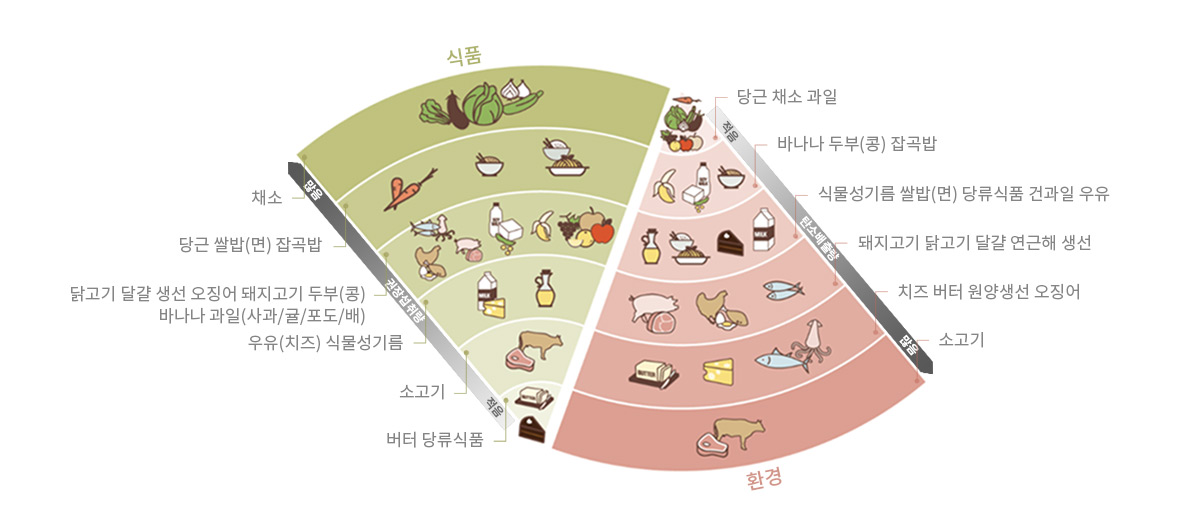 식품
채소
당근 쌀밥(면) 잡곡밥
닭고기 달걀 생선 오징어 돼지고기 두부(콩)
바나나 과일(사과/귤/포도/배)
우유(치즈) 식물성기름
소고기
버터 당류식품
많음
권장섭취량
적음
당근 채소 과일
바나나 두부(콩) 잡곡밥
식물성기름 쌀밥(면) 당류식품 건과일 우유
돼지고기 닭고기 달걀 연근해 생선
치즈 버터 원양생선 오징어
소고기
적음
탄소배출량
많음
환경
MILK
MILK
BUTTER
BUTTER